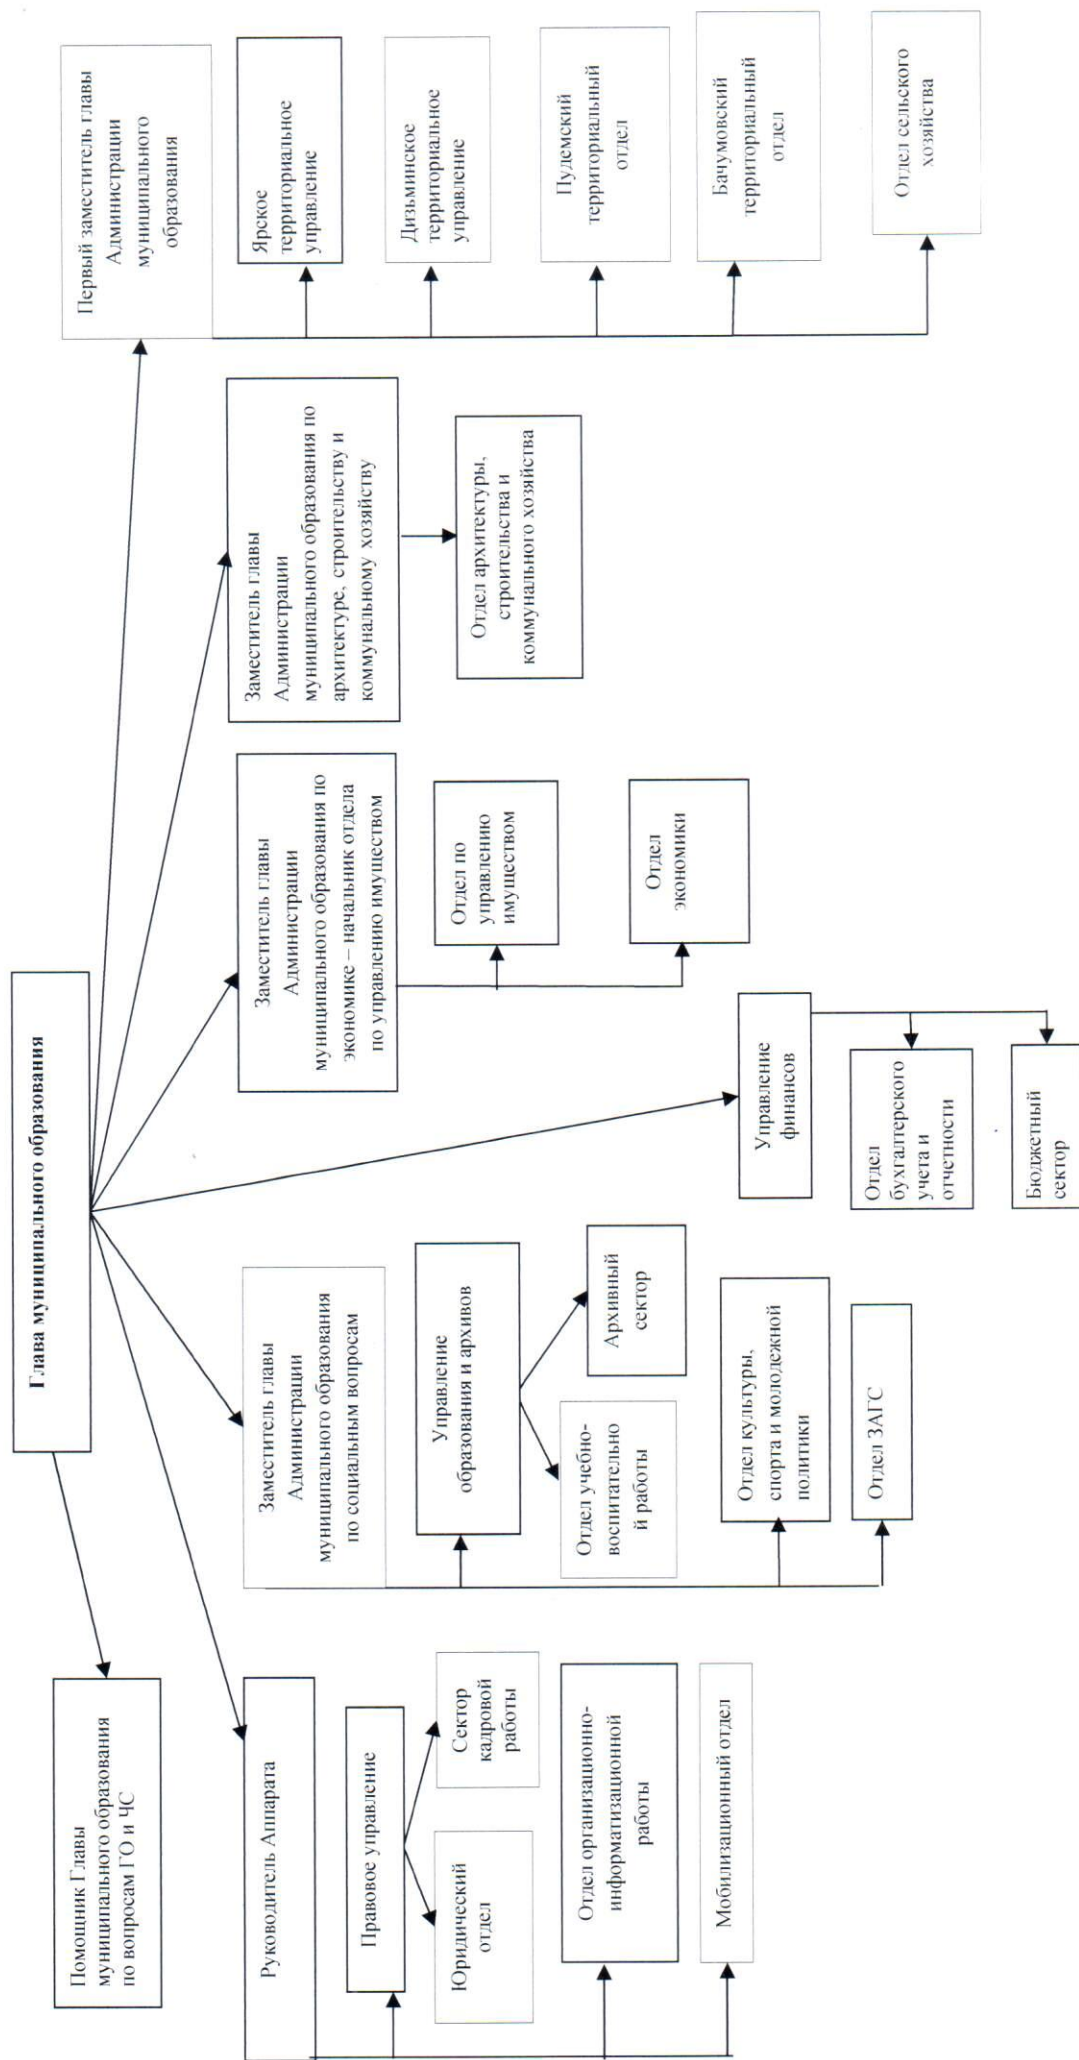 Глава муниципального образования
Помощник Главы
муниципального образования
по вопросам ГО и ЧС
Руководитель Аппарата
Правовое управление
Юридический
отдел
Сектор
кадровой
работы
Отдел организационно-
информатизационной
работы
Мобилизационный отдел
Заместитель главы
Администрации
муниципального образования
по социальным вопросам
Управление
образования и архивов
Отдел учебно-
воспитательно
й работы
Архивный
сектор
Отдел культуры,
спорта и молодежной
политики
Отдел ЗАГС
Управление
финансов
Отдел
бухгалтерского
учета и
отчетности
Бюджетный
сектор
Заместитель главы
Администрации
муниципального образования по
экономике – начальник отдела
по управлению имуществом
Отдел по
управлению
имуществом
Отдел
экономики
Заместитель главы
Администрации
муниципального образования по
архитектуре, строительству и
коммунальному хозяйству
Отдел архитектуры,
строительства и
коммунального хозяйства
Первый заместитель главы
Администрации
муниципального
образования
Ярское
территориальное
управление
Дизьминское
территориальное
управление
Пудемский
территориальный
отдел
Бачумовский
территориальный
отдел
Отдел сельского
хозяйства